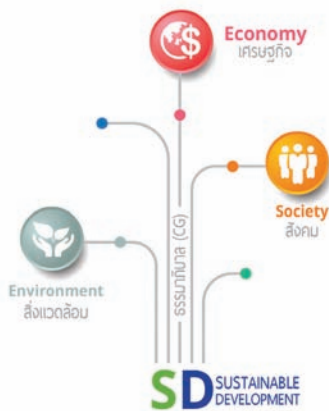 Economy
เศรษฐกิจ
Society
สังคม
ธรรมาภิบาล (CG)
Environment
สิ่งแวดล้อม
SD SUSTAINABLE
DEVELOPMENT